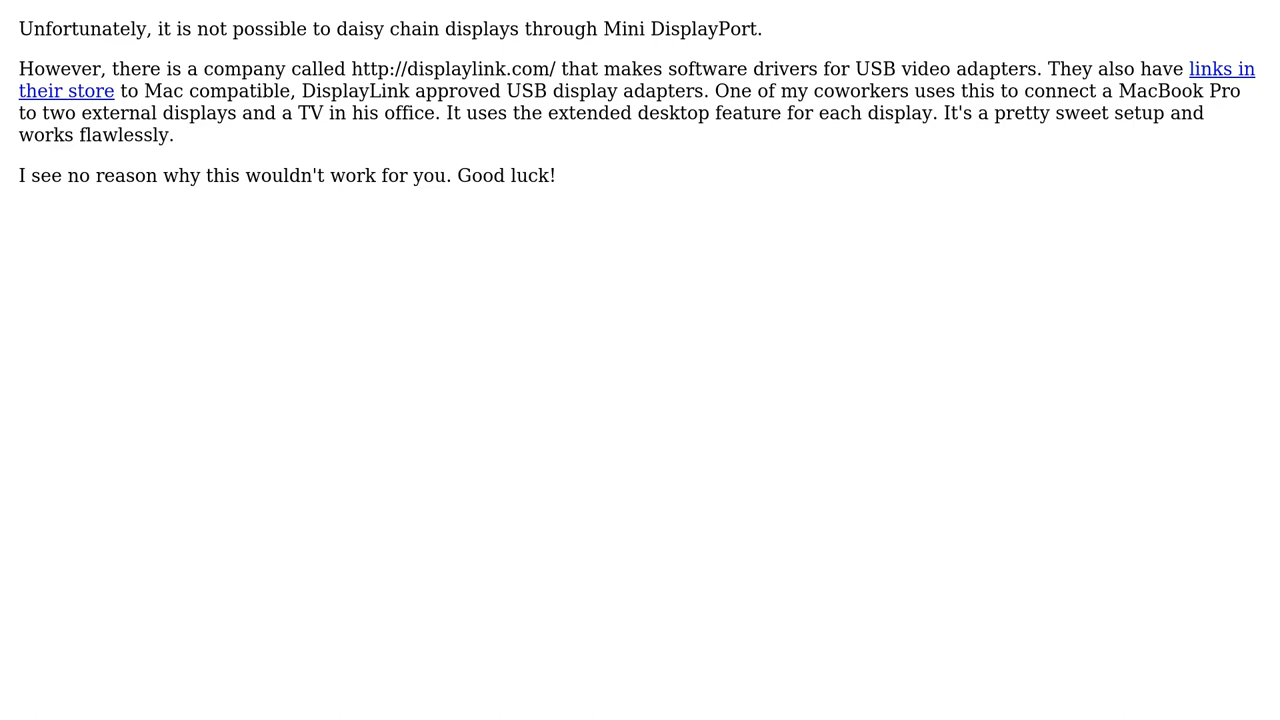 Unfortunately, it is not possible to daisy chain displays through Mini DisplayPort.
However, there is a company called http://displaylink.com/ that makes software drivers for USB video adapters. They also have links in
their store to Mac compatible, DisplayLink approved USB display adapters. One of my coworkers uses this to connect a MacBook Pro
to two external displays and a TV in his office. It uses the extended desktop feature for each display. It's a pretty sweet setup and
works flawlessly.
I see no reason why this wouldn't work for you. Good luck!